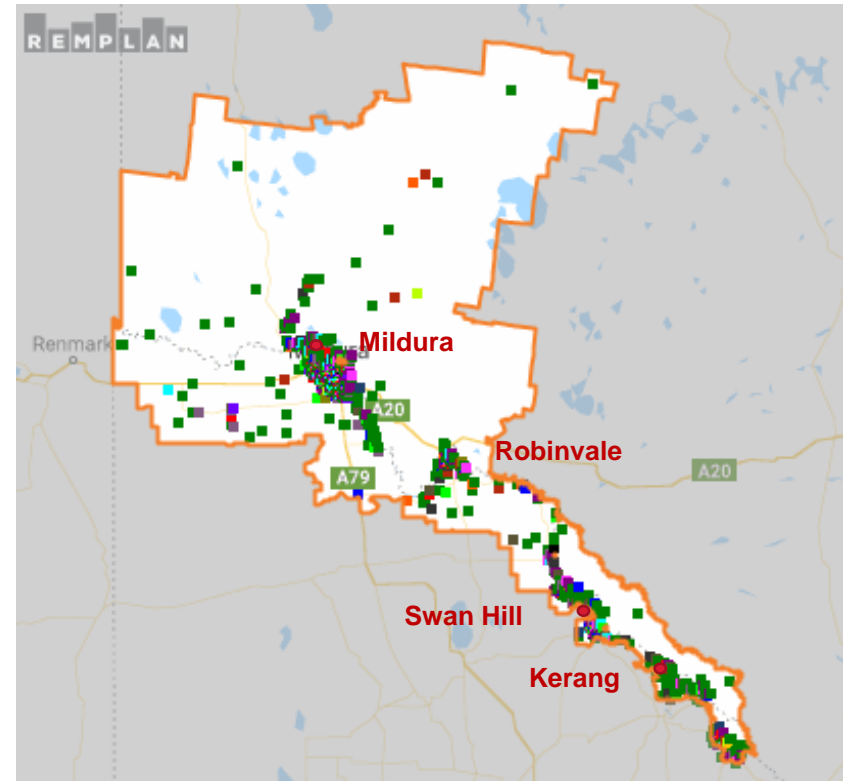 REMPLAN
Mildura
Renmark
A20
Robinvale
A20
A79
Swan Hill
Kerang